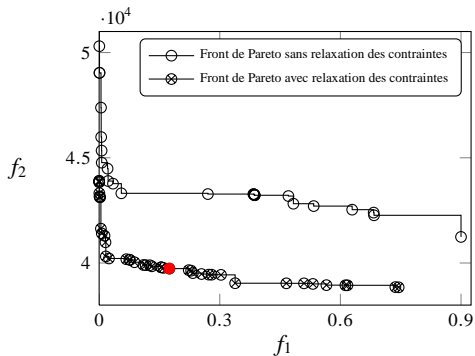 ·10⁴
5
4.5
4
f₂
Front de Pareto sans relaxation des contraintes
Front de Pareto avec relaxation des contraintes
0
0.3
0.6
0.9
f₁